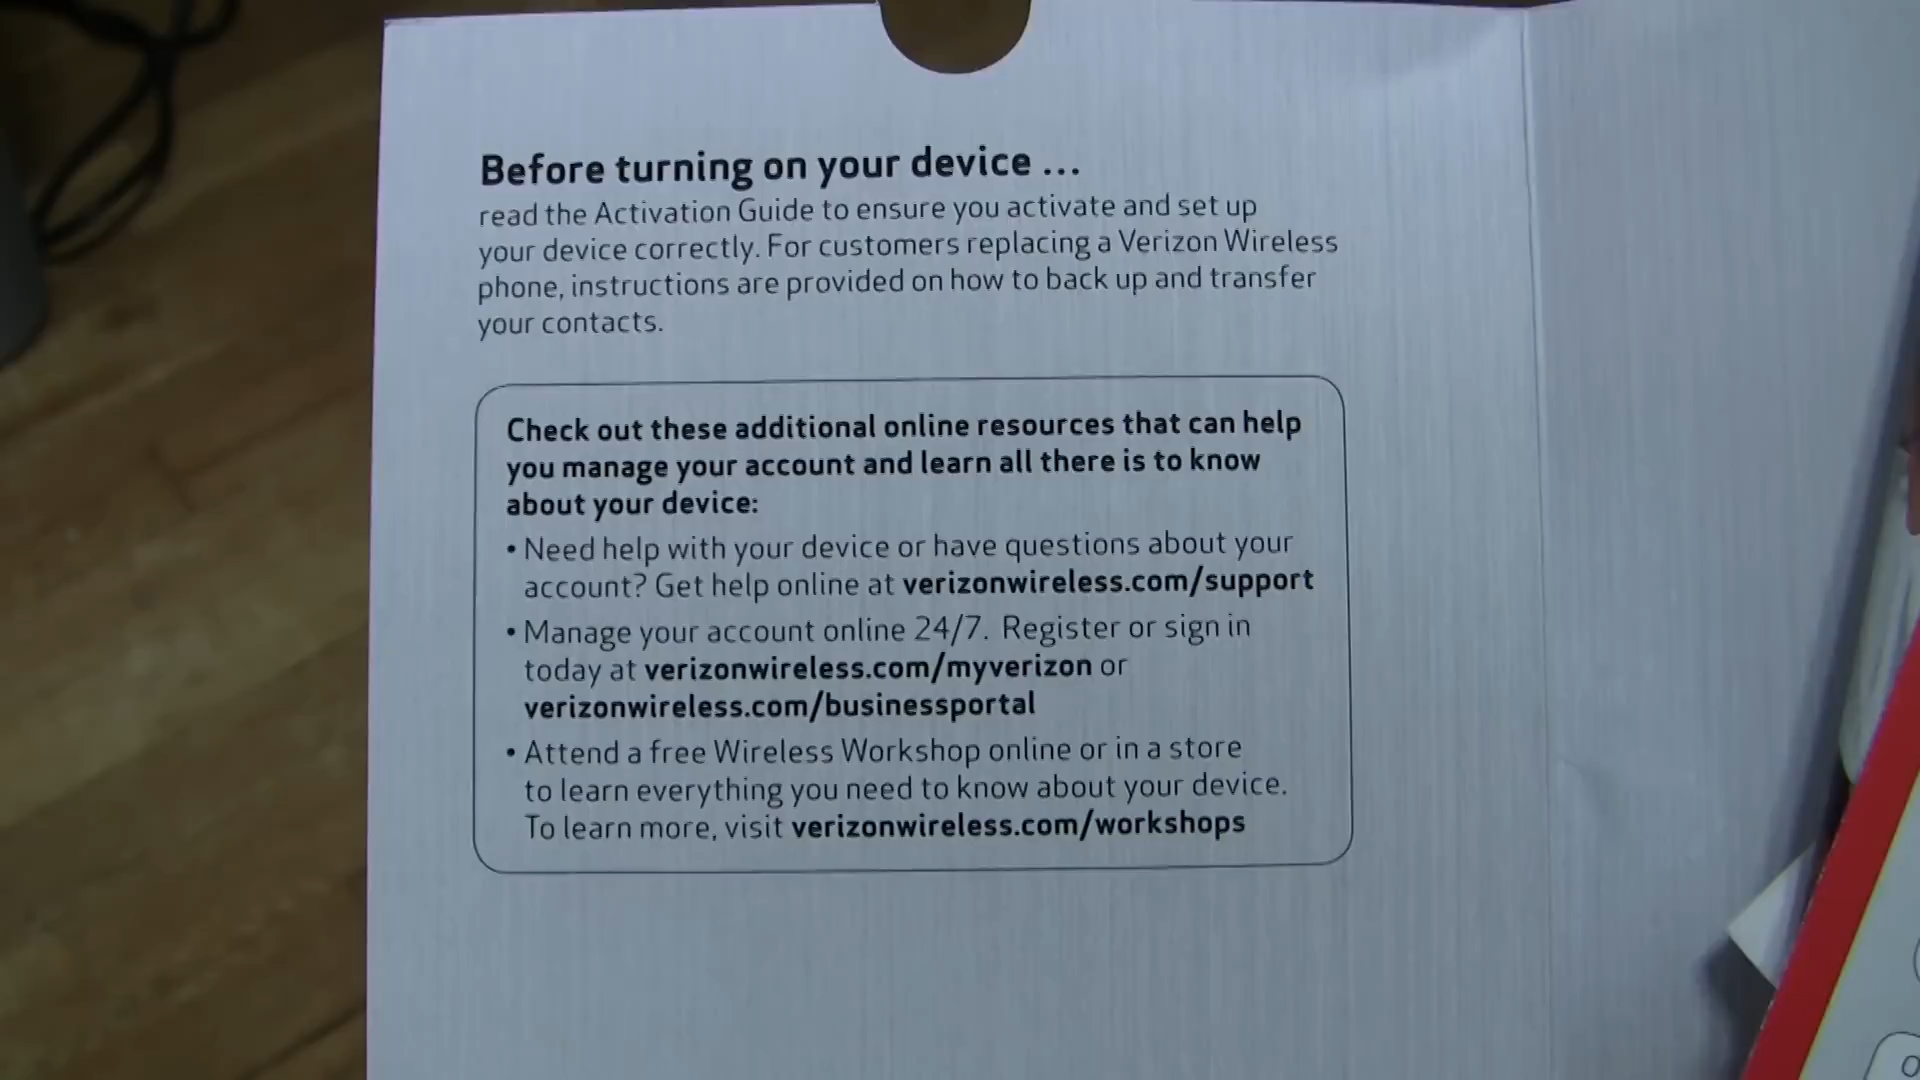 Before turning on your device ...
read the Activation Guide to ensure you activate and set up
your device correctly. For customers replacing a Verizon Wireless
phone, instructions are provided on how to back up and transfer
your contacts.
Check out these additional online resources that can help
you manage your account and learn all there is to know
about your device:
• Need help with your device or have questions about your
account? Get help online at verizonwireless.com/support
• Manage your account online 24/7. Register or sign in
today at verizonwireless.com/myverizon or
verizonwireless.com/businessportal
• Attend a free Wireless Workshop online or in a store
to learn everything you need to know about your device.
To learn more, visit verizonwireless.com/workshops